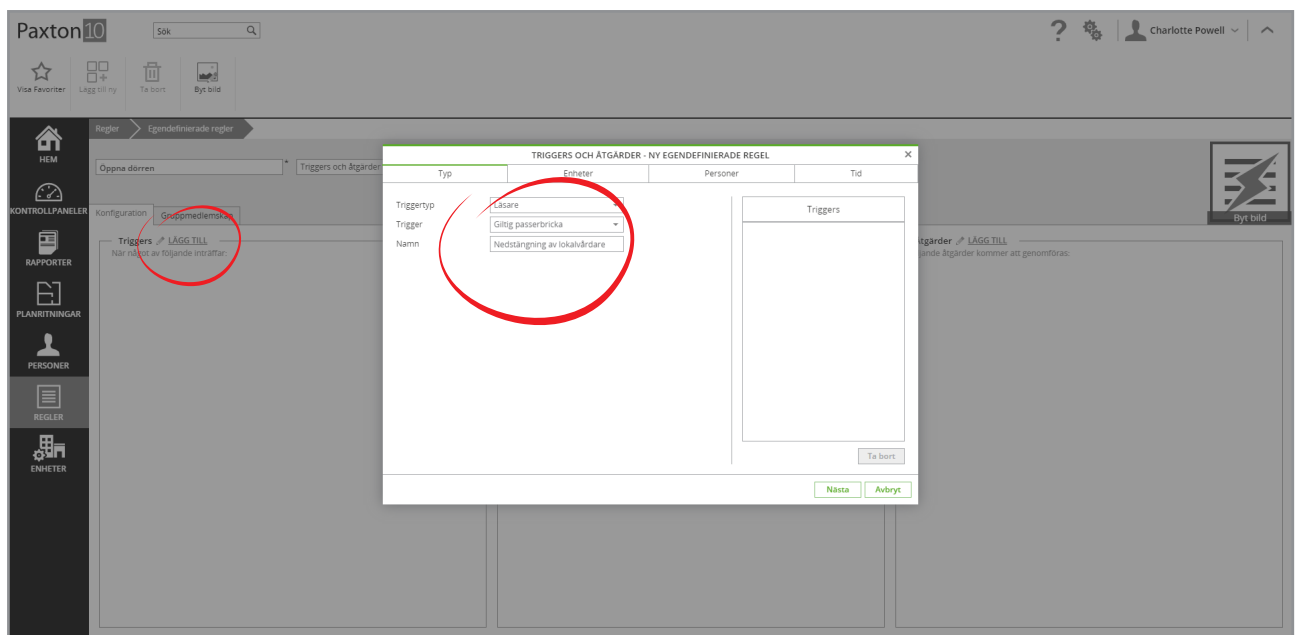 Paxton10
Sök
Charlotte Powell
Visa Favoriter
Lägg till ny
Ta bort
Byt bild
Regler
Egendefinierade regler
HEM
KONTROLLPANELER
RAPPORTER
PLANRITNINGAR
PERSONER
REGLER
ENHETER
Öppna dörren *
Triggers och åtgärder
Byt bild
Konfiguration
Gruppmedlemskap
Triggers LÄGG TILL
När något av följande inträffar:
TRIGGERS OCH ÅTGÄRDER - NY EGENDEFINIERADE REGEL
Typ
Enheter
Personer
Tid
Triggertyp Läsare
Trigger Giltig passerbricka
Namn Nedstängning av lokalvårdare
Triggers
Ta bort
Nästa
Avbryt
tgärder LÄGG TILL
jande åtgärder kommer att genomföras: